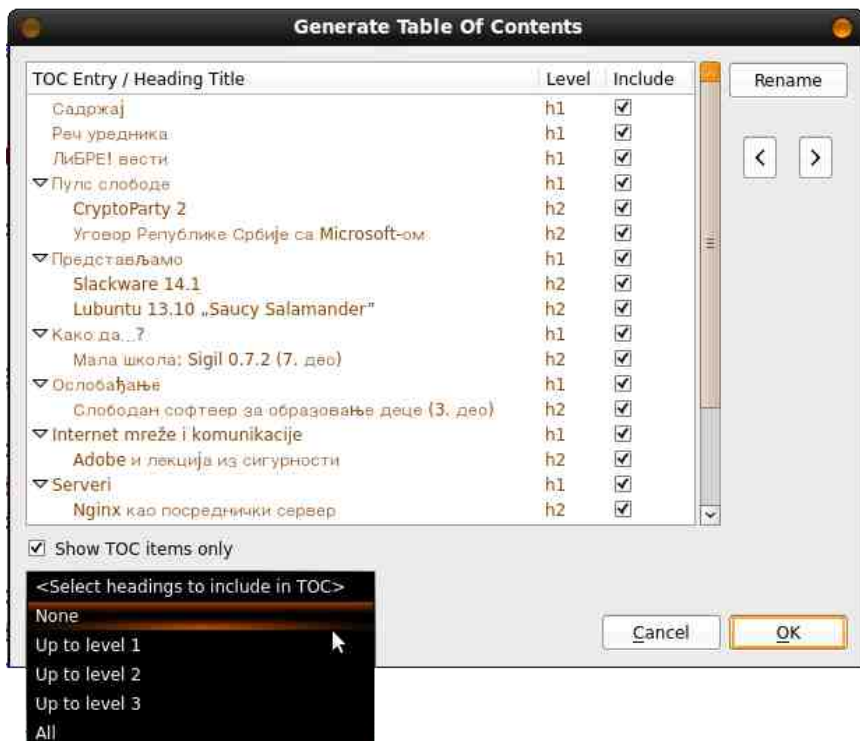 Generate Table Of Contents
TOC Entry / Heading Title Level Include
Rename
Садржај h1
Реч уредника h1
ЛиБРЕ! вести h1
< >
Пулс слободе h1
CryptoParty 2 h2
Уговор Републике Србије са Microsoft-ом h2
Представљамо h1
Slackware 14.1 h2
Lubuntu 13.10 „Saucy Salamander” h2
Како да...? h1
Мала школа: Sigil 0.7.2 (7. део) h2
Ослобађање h1
Слободан софтвер за образовање деце (3. део) h2
Internet mreže i komunikacije h1
Adobe и лекција из сигурности h2
Serveri h1
Nginx као посреднички сервер h2
Show TOC items only
<Select headings to include in TOC>
None
Up to level 1
Up to level 2
Up to level 3
All
Cancel OK